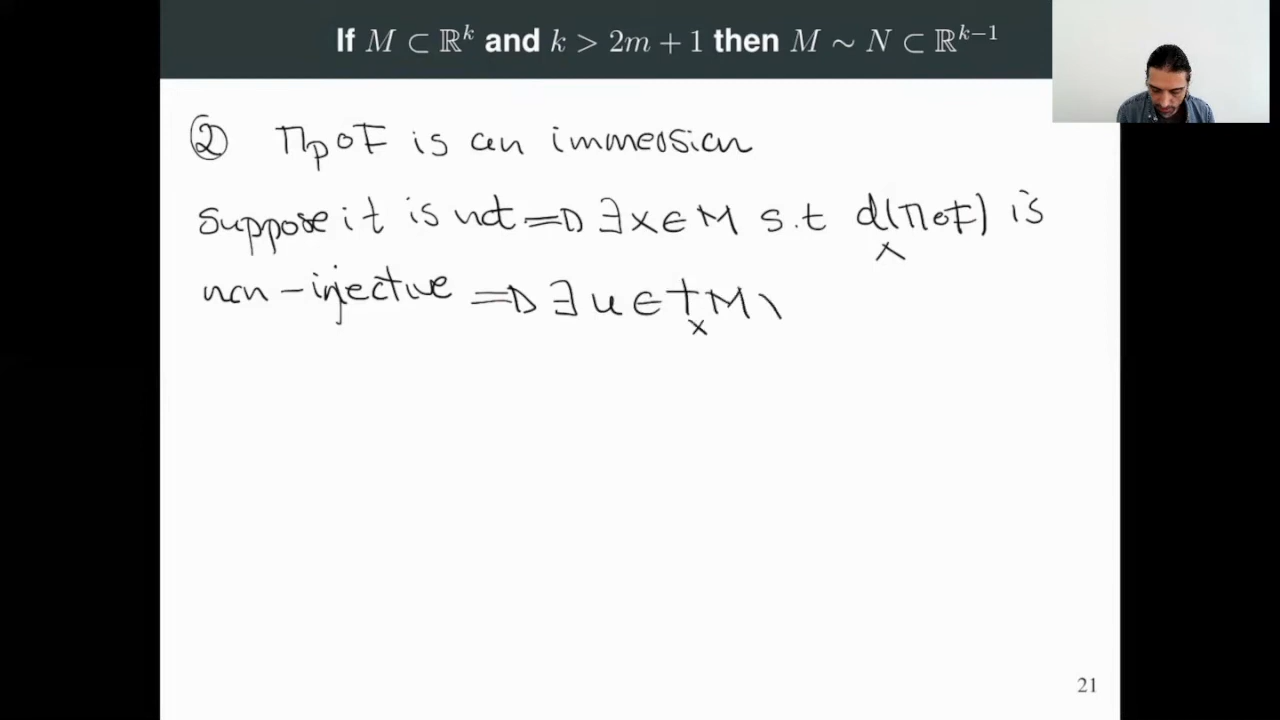 If M ⊂ ℝ^k and k > 2m + 1 then M ∼ N ⊂ ℝ^{k−1}
② Π_p∘F is an immersion
suppose it is not ⇒ ∃x∈M s.t d_x(Π∘F) is
non-injective ⇒ ∃ u ∈ T_xM \
21